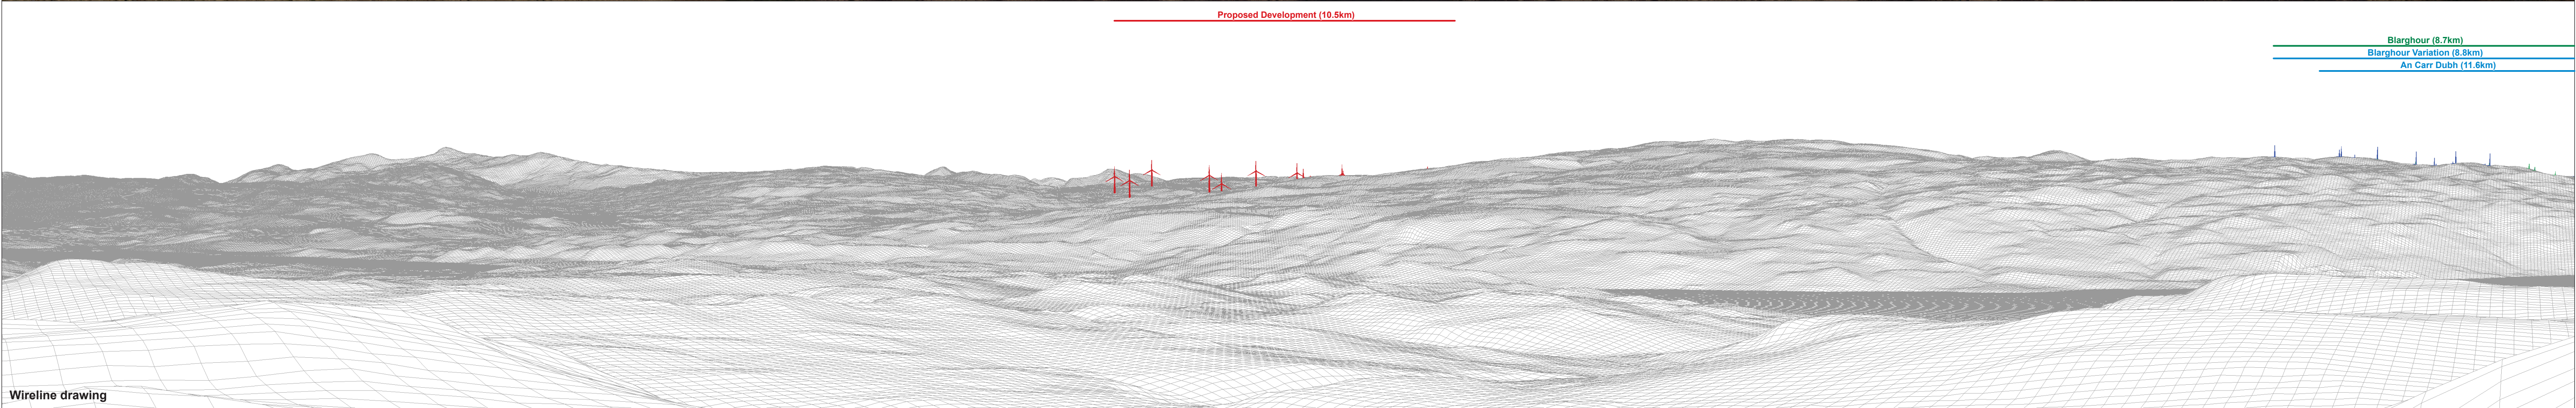 Proposed Development (10.5km)
Blarghour (8.7km)
Blarghour Variation (8.8km)
An Carr Dubh (11.6km)
Wireline drawing